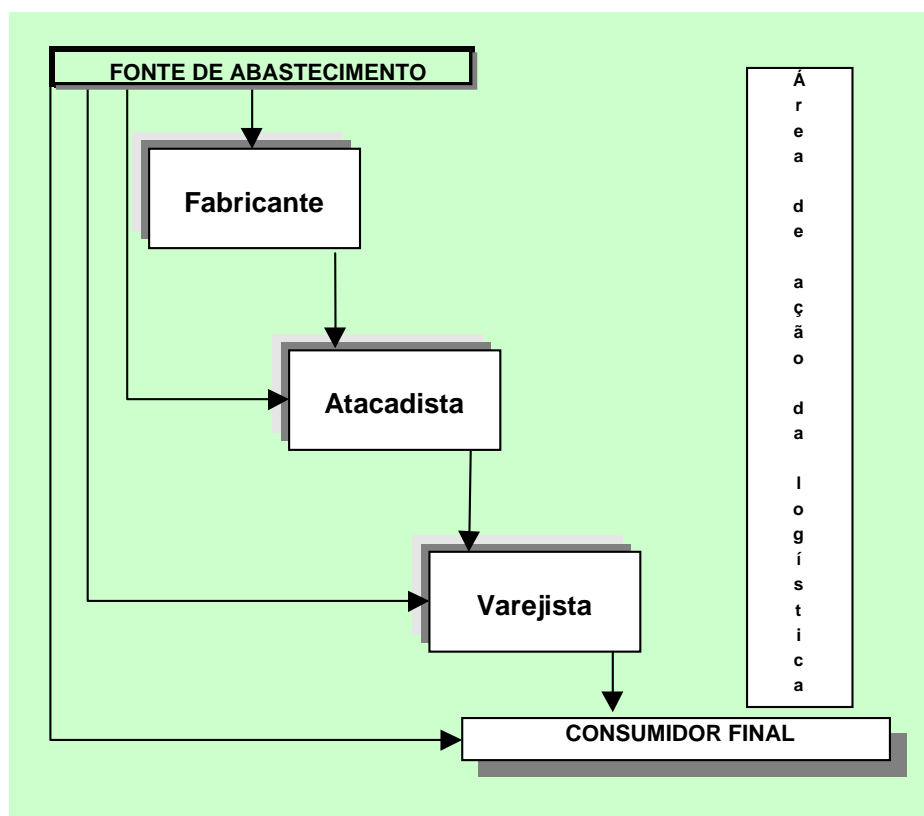 FONTE DE ABASTECIMENTO
Fabricante
Atacadista
Varejista
CONSUMIDOR FINAL
Área de ação da logística